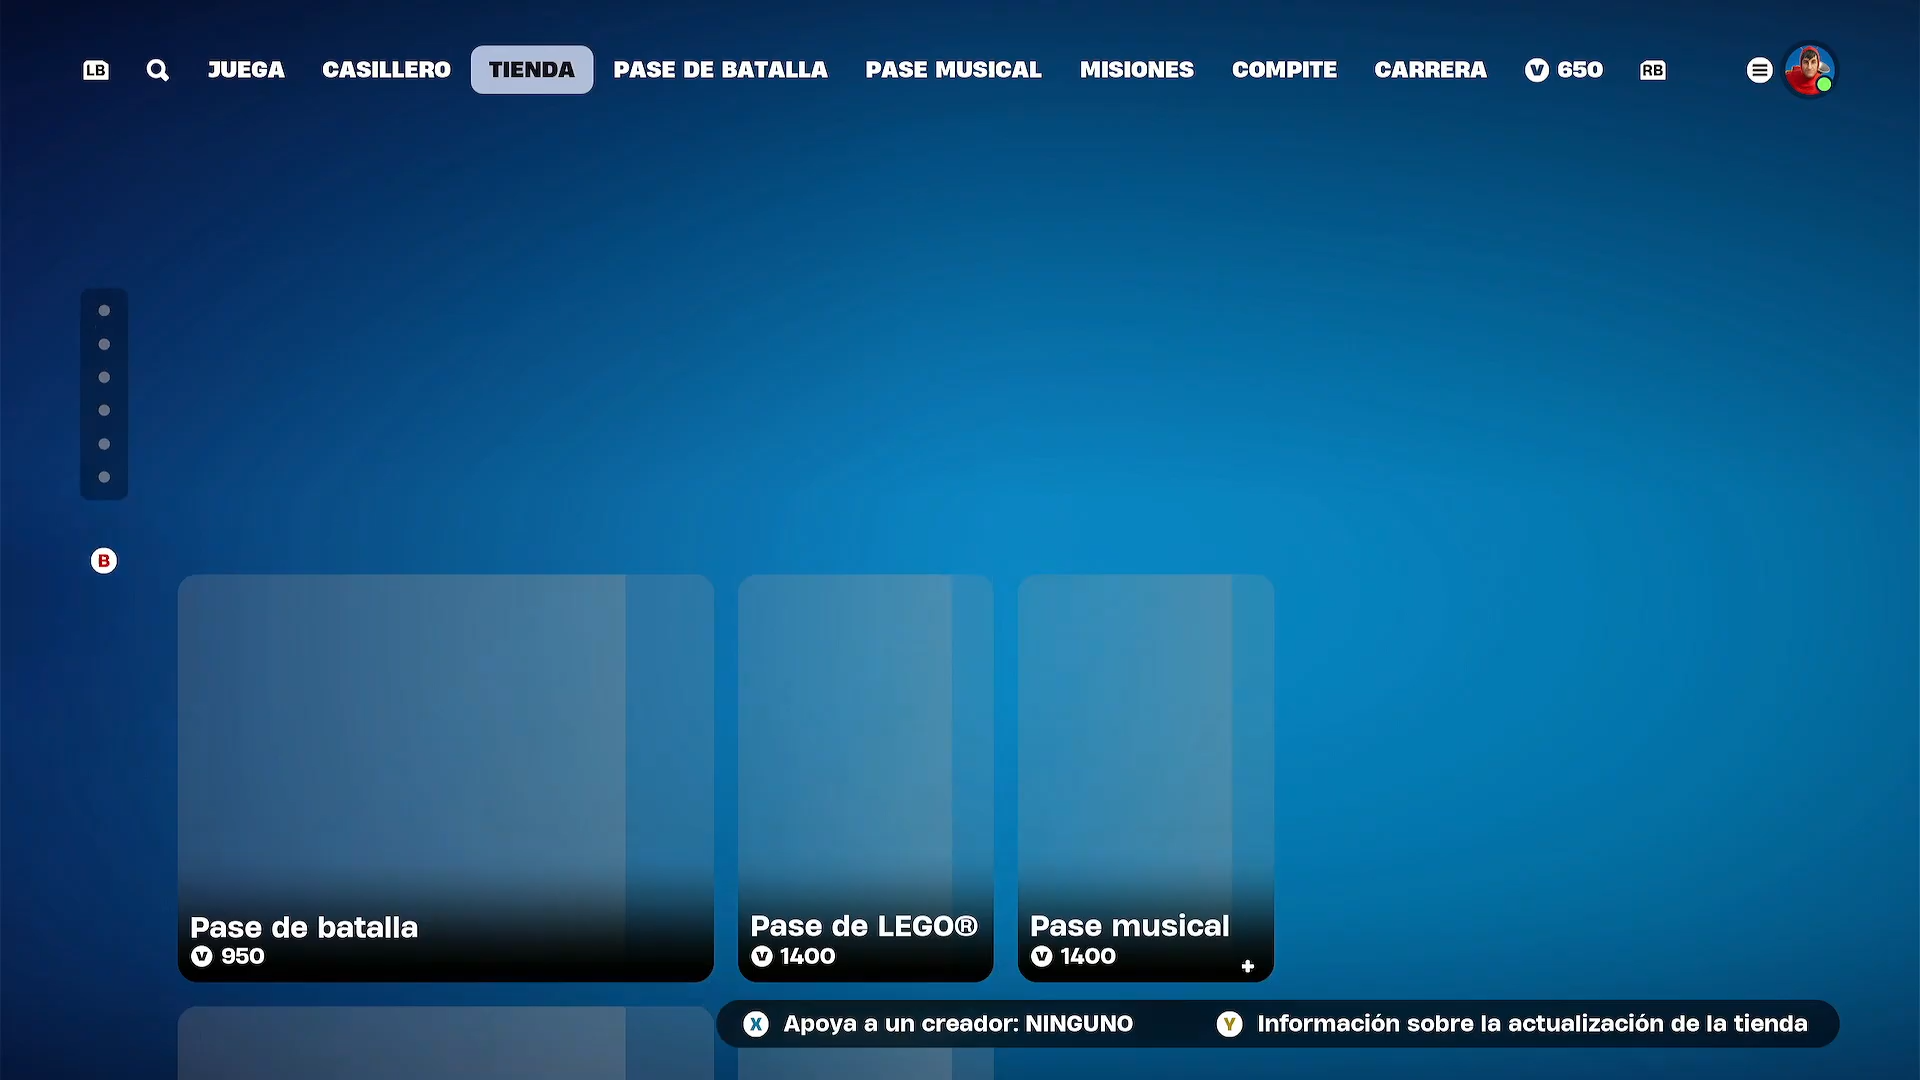 LB
JUEGA
CASILLERO
TIENDA
PASE DE BATALLA
PASE MUSICAL
MISIONES
COMPITE
CARRERA
V 650
RB
B
Pase de batalla
V 950
Pase de LEGO®
V 1400
Pase musical
V 1400
X Apoya a un creador: NINGUNO
Y Información sobre la actualización de la tienda